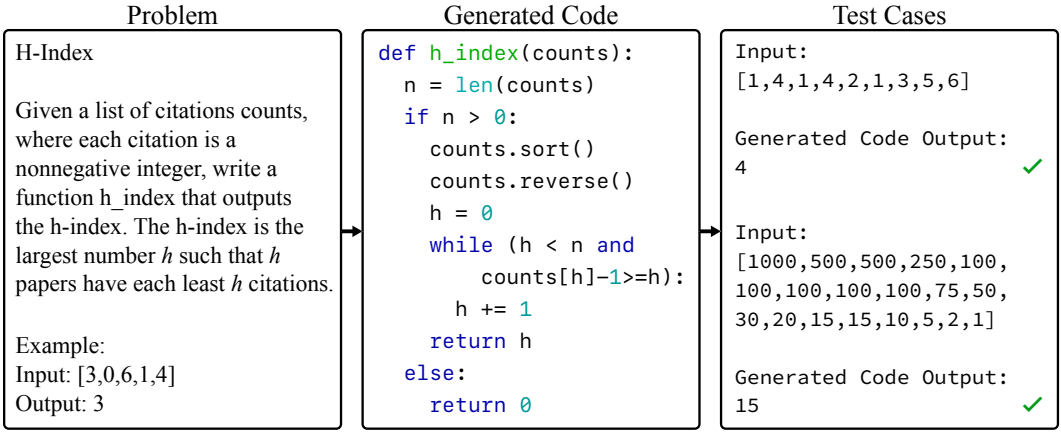 Problem
H-Index
Given a list of citations counts,
where each citation is a
nonnegative integer, write a
function h_index that outputs
the h-index. The h-index is the
largest number h such that h
papers have each least h citations.
Example:
Input: [3,0,6,1,4]
Output: 3
Generated Code
def h_index(counts):
  n = len(counts)
  if n > 0:
    counts.sort()
    counts.reverse()
    h = 0
    while (h < n and
        counts[h]-1>=h):
      h += 1
    return h
  else:
    return 0
Test Cases
Input:
[1,4,1,4,2,1,3,5,6]
Generated Code Output:
4
Input:
[1000,500,500,250,100,
100,100,100,100,75,50,
30,20,15,15,10,5,2,1]
Generated Code Output:
15